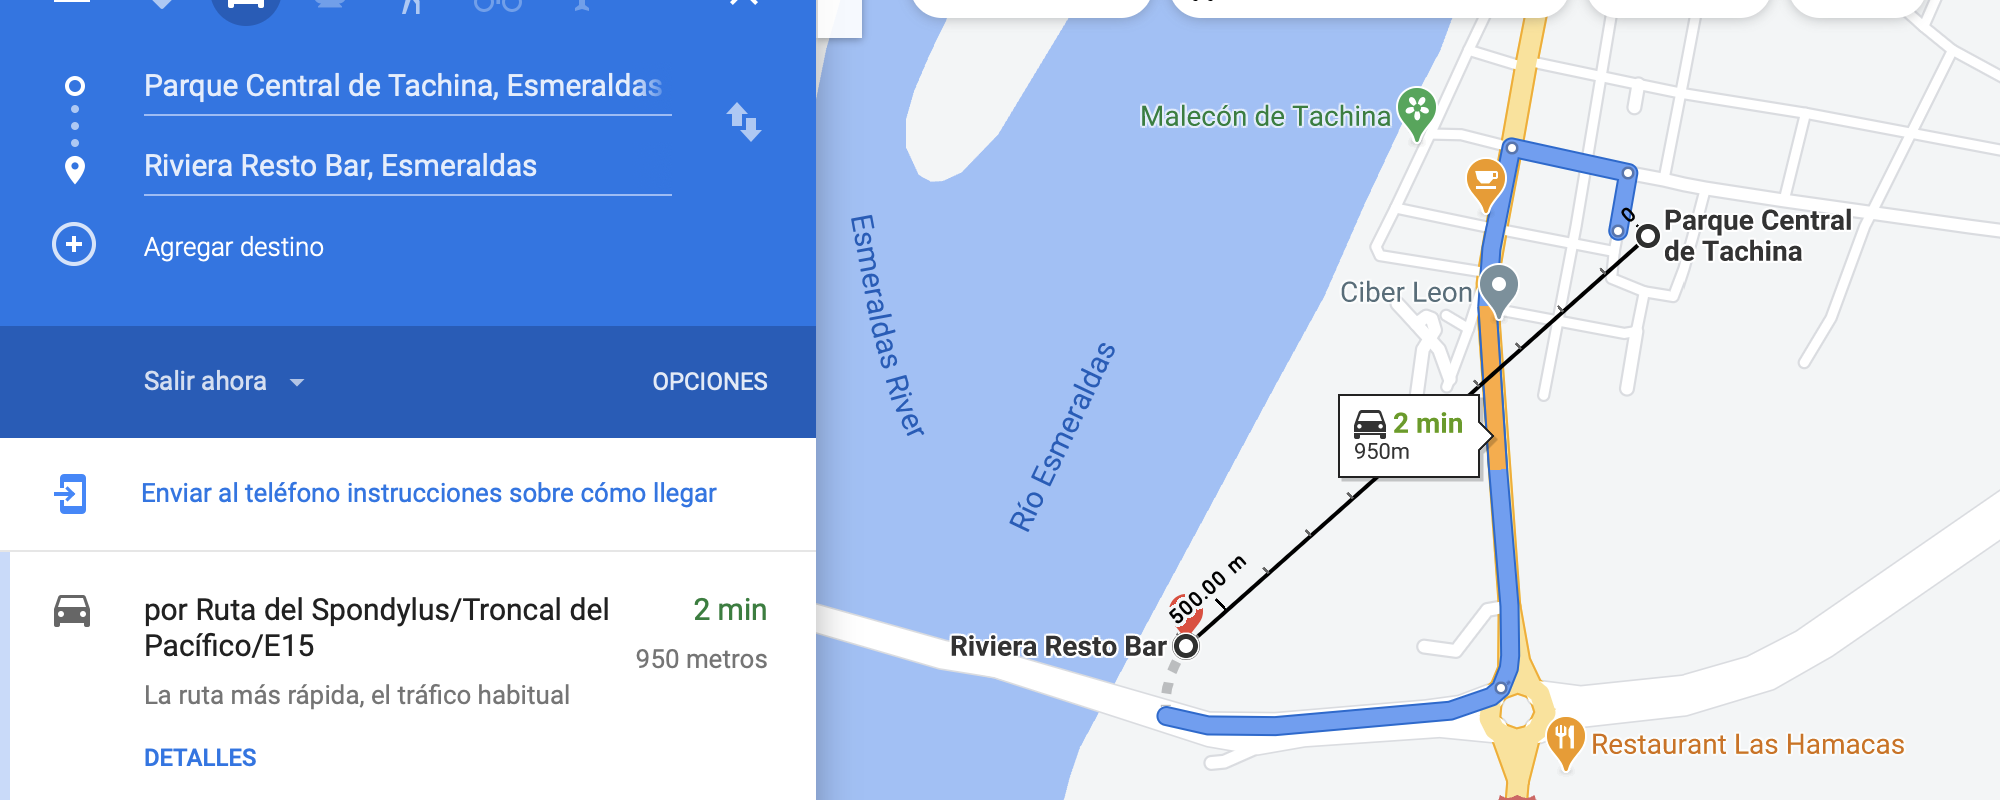 Parque Central de Tachina, Esmeraldas
Riviera Resto Bar, Esmeraldas
Agregar destino
Salir ahora
OPCIONES
Enviar al teléfono instrucciones sobre cómo llegar
por Ruta del Spondylus/Troncal del
Pacífico/E15
2 min
950 metros
La ruta más rápida, el tráfico habitual
DETALLES
Malecón de Tachina
Esmeraldas River
Río Esmeraldas
Ciber Leon
0
Parque Central
de Tachina
2 min
950m
500.00 m
Riviera Resto Bar
Restaurant Las Hamacas